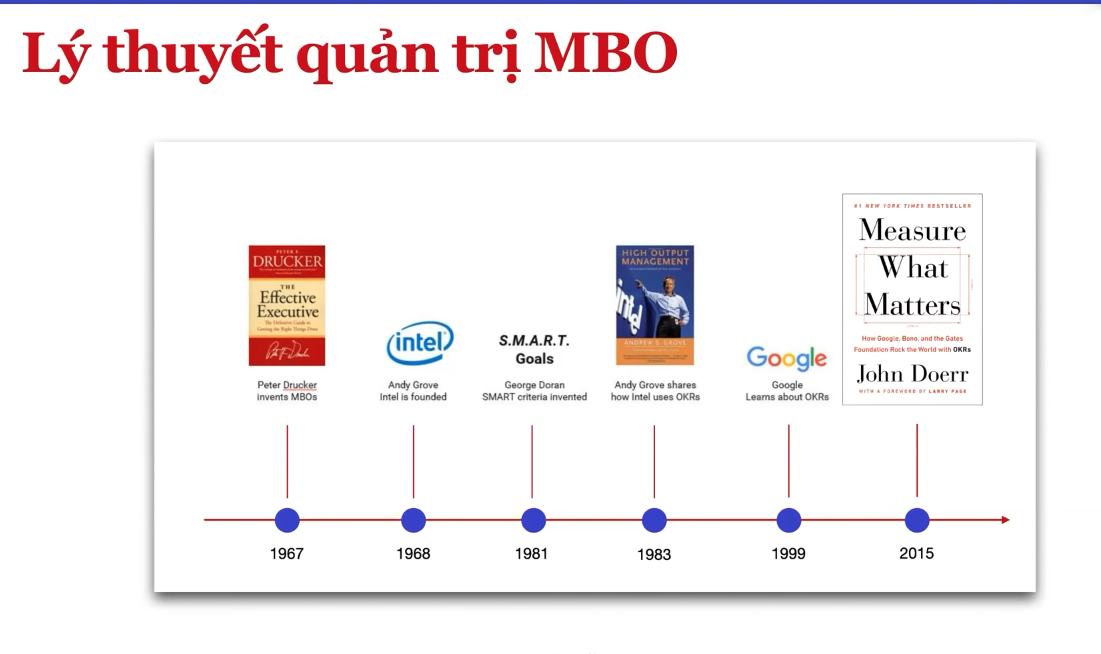 Lý thuyết quản trị MBO
PETER F.
DRUCKER
THE
Effective
Executive
The Definitive Guide to
Getting the Right Things Done
Peter Drucker
invents MBOs
intel
Andy Grove
Intel is founded
S.M.A.R.T.
Goals
George Doran
SMART criteria invented
HIGH OUTPUT
MANAGEMENT
intel
ANDREW S. GROVE
Andy Grove shares
how Intel uses OKRs
Google
Google
Learns about OKRs
#1 NEW YORK TIMES BESTSELLER
Measure
What
Matters
How Google, Bono, and the Gates
Foundation Rock the World with OKRs
John Doerr
WITH A FOREWORD BY LARRY PAGE
1967
1968
1981
1983
1999
2015